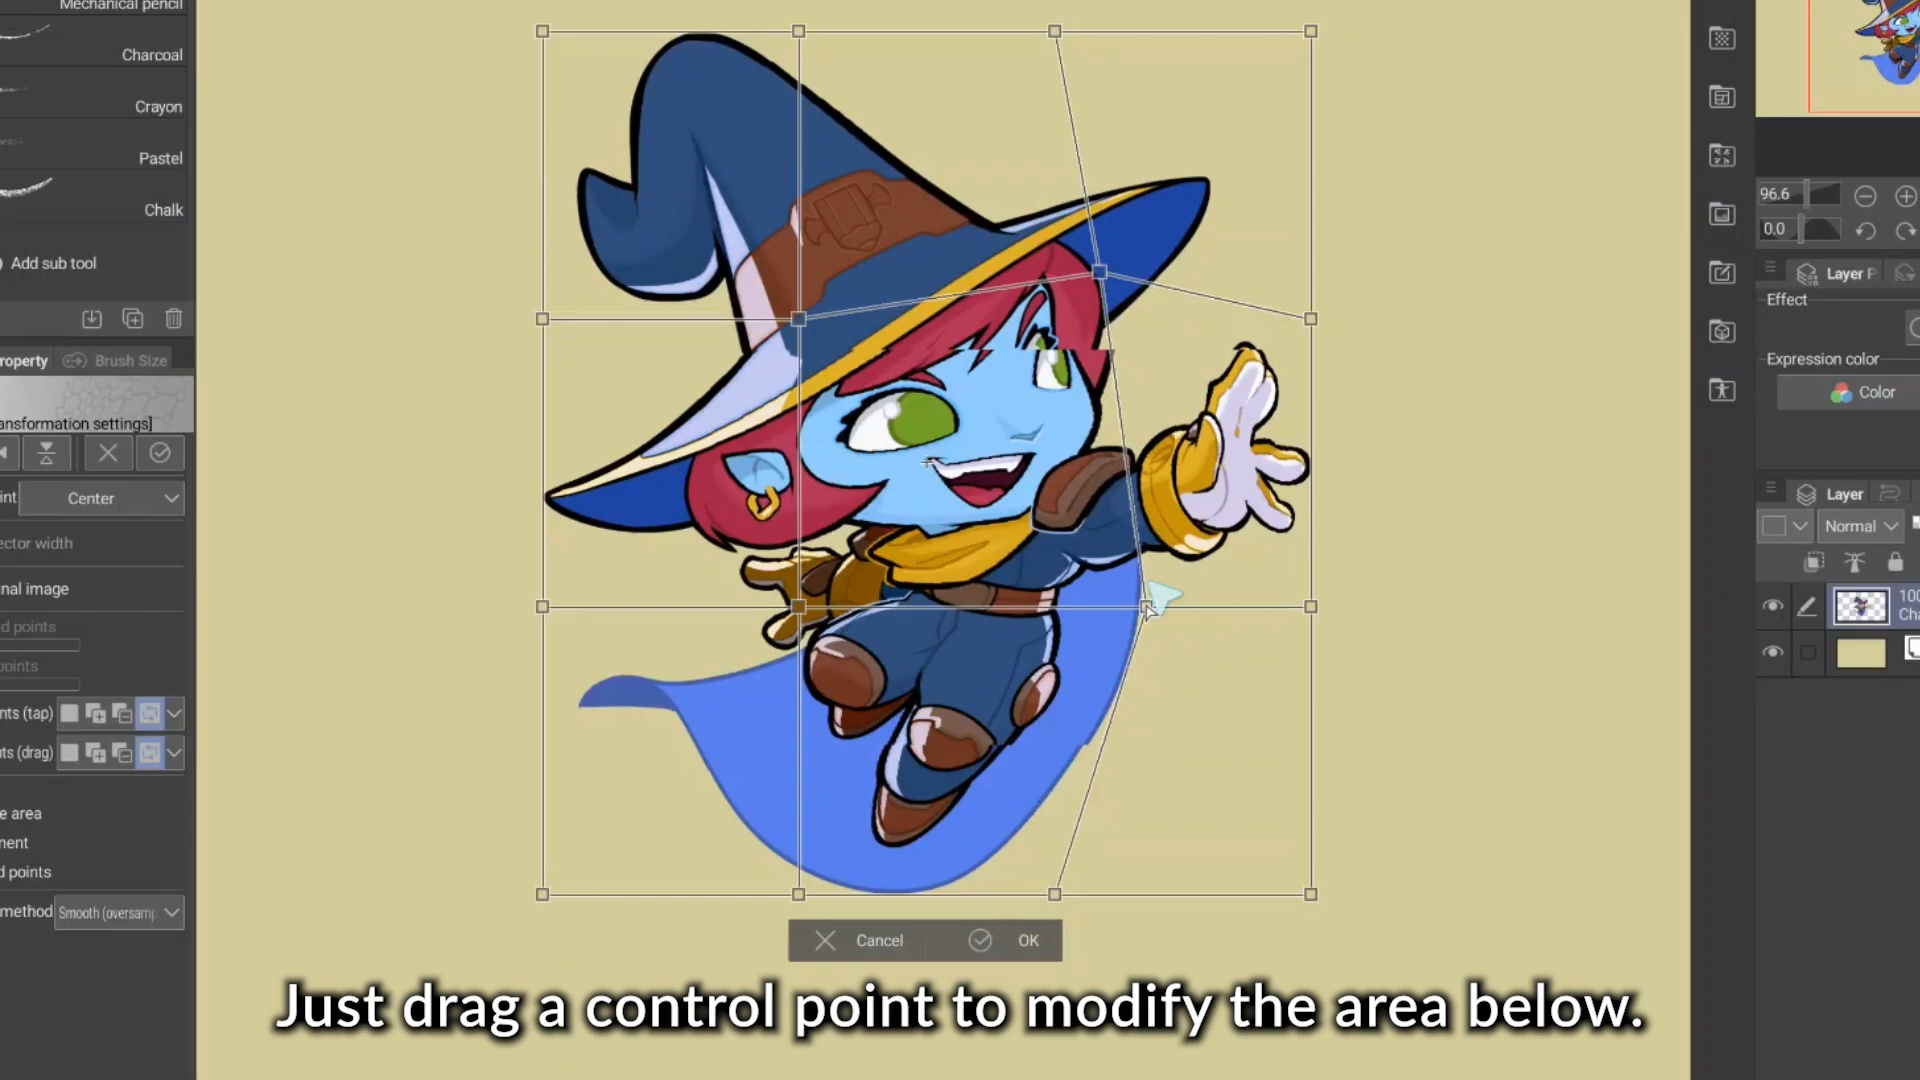 Mechanical pencil
Charcoal
Crayon
Pastel
Chalk
Add sub tool
roperty
Brush Size
ansformation settings]
int
Center
ector width
nal image
d points
points
nts (tap)
ts (drag)
e area
nent
d points
method
Smooth (oversamp
Cancel
OK
Just drag a control point to modify the area below.
96.6
0.0
Layer P
Effect
Expression color
Color
Layer
Normal
100
Cha